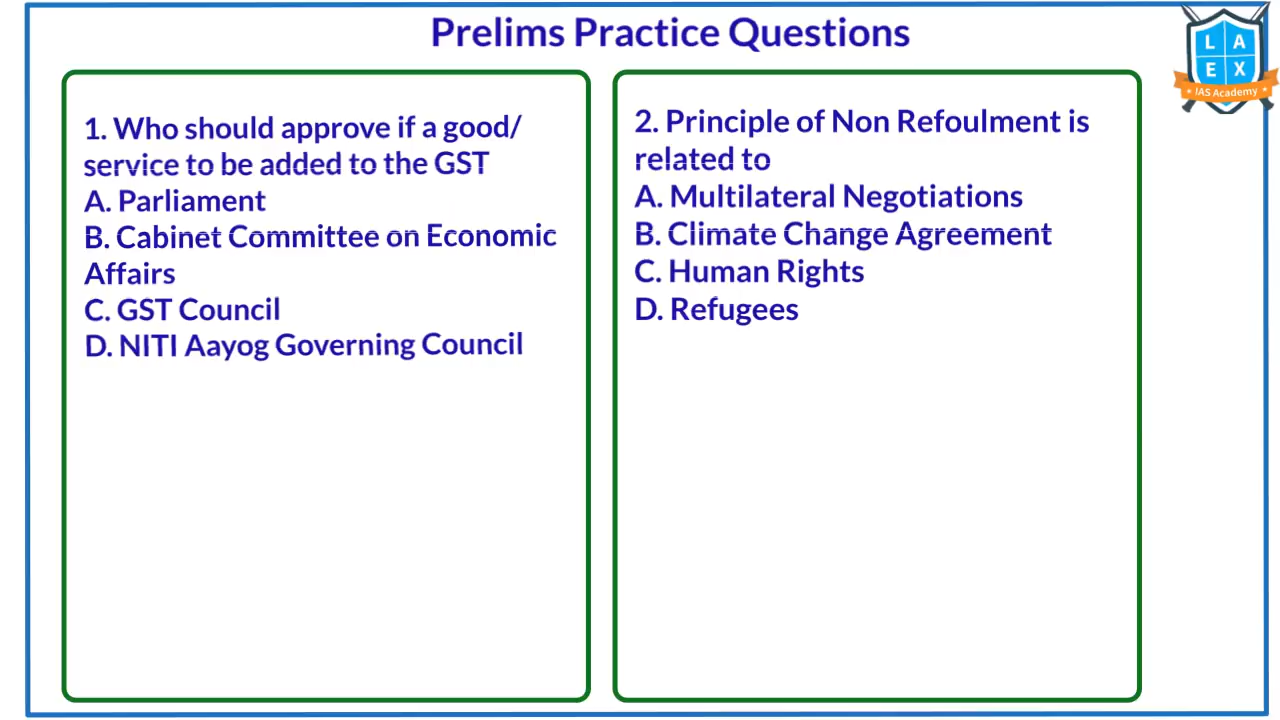 Prelims Practice Questions
L A
E X
IAS Academy
1. Who should approve if a good/
service to be added to the GST
A. Parliament
B. Cabinet Committee on Economic
Affairs
C. GST Council
D. NITI Aayog Governing Council
2. Principle of Non Refoulment is
related to
A. Multilateral Negotiations
B. Climate Change Agreement
C. Human Rights
D. Refugees